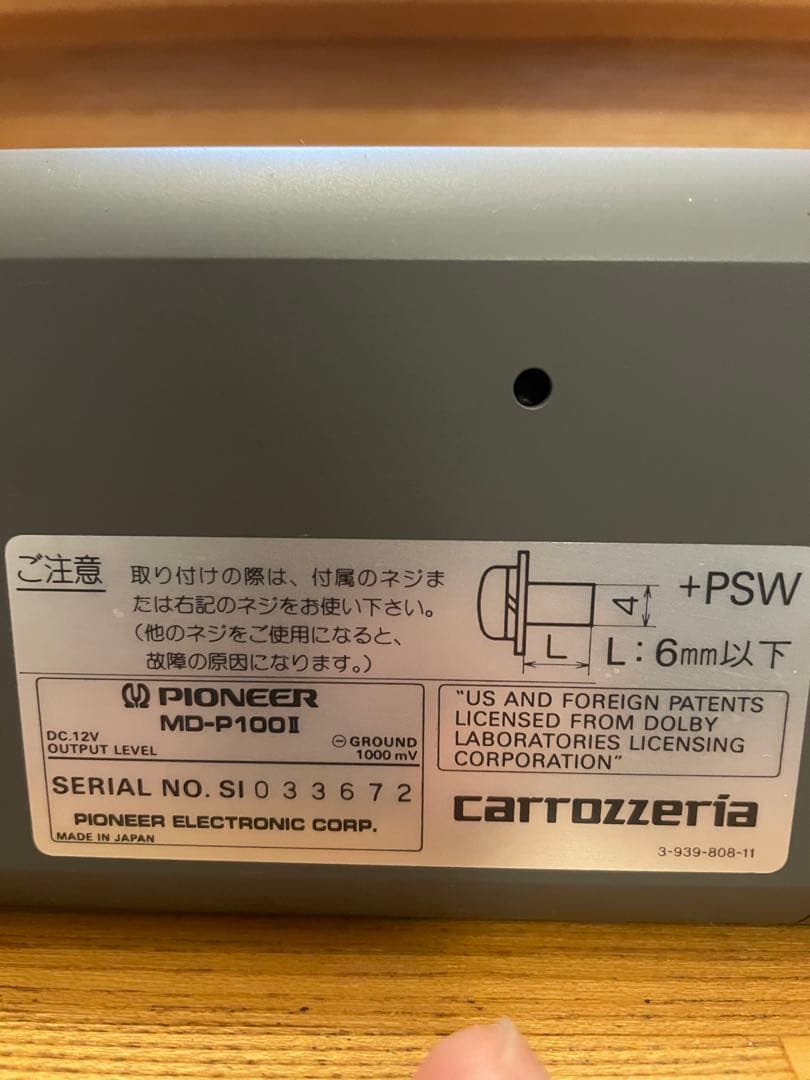 ご注意
取り付けの際は、付属のネジま
たは右記のネジをお使い下さい。
（他のネジをご使用になると、
故障の原因になります。）
4
+PSW
L
L：6mm以下
PIONEER
MD-P100II
DC.12V
OUTPUT LEVEL
⊖GROUND
1000 mV
SERIAL NO. SI 0 3 3 6 7 2
PIONEER ELECTRONIC CORP.
MADE IN JAPAN
"US AND FOREIGN PATENTS
LICENSED FROM DOLBY
LABORATORIES LICENSING
CORPORATION"
carrozzeria
3-939-808-11